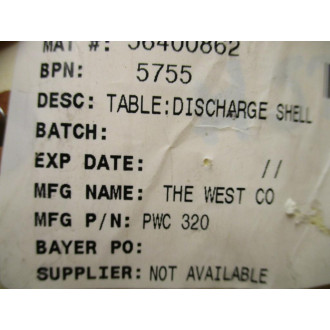 MAT #: 56400862
BPN: 5755
DESC: TABLE:DISCHARGE SHELL
BATCH:
EXP DATE: //
MFG NAME: THE WEST CO
MFG P/N: PWC 320
BAYER PO:
SUPPLIER: NOT AVAILABLE